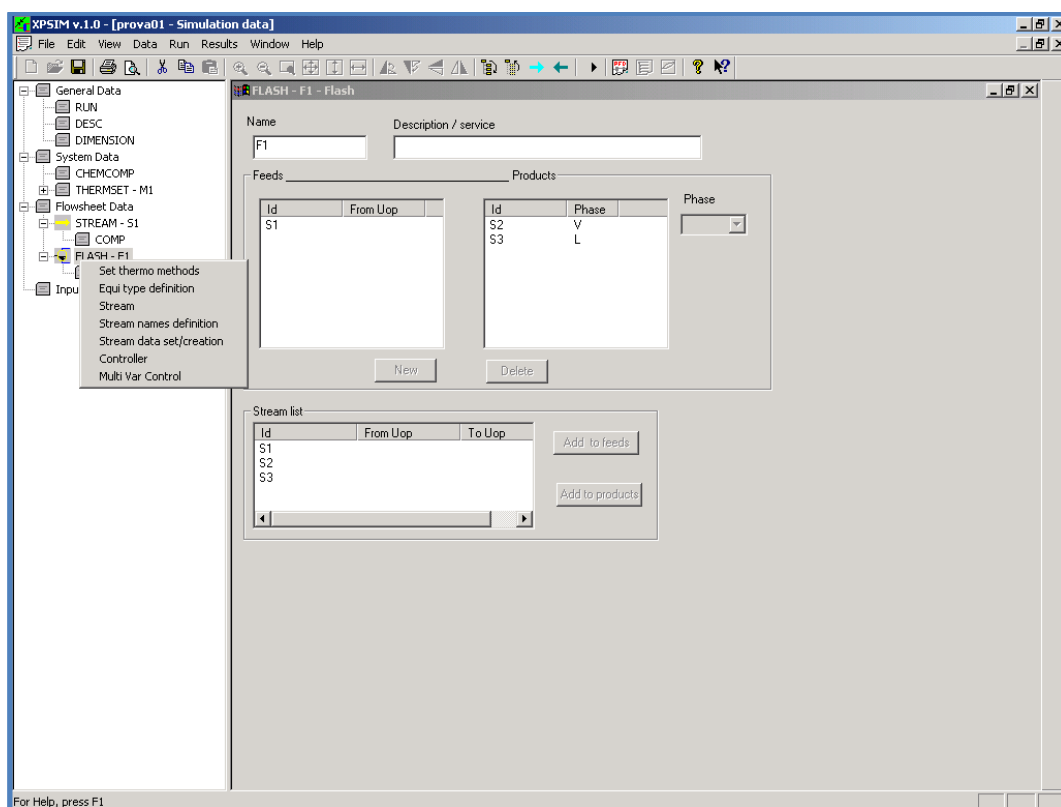 XPSIM v.1.0 - [prova01 - Simulation data]
File Edit View Data Run Results Window Help
General Data
RUN
DESC
DIMENSION
System Data
CHEMCOMP
THERMSET - M1
Flowsheet Data
STREAM - S1
COMP
FLASH - F1
Inpu
Set thermo methods
Equi type definition
Stream
Stream names definition
Stream data set/creation
Controller
Multi Var Control
FLASH - F1 - Flash
Name Description / service
F1
Feeds Products
Phase
Id From Uop
S1
Id Phase
S2 V
S3 L
New Delete
Stream list
Id From Uop To Uop
S1
S2
S3
Add to feeds
Add to products
For Help, press F1